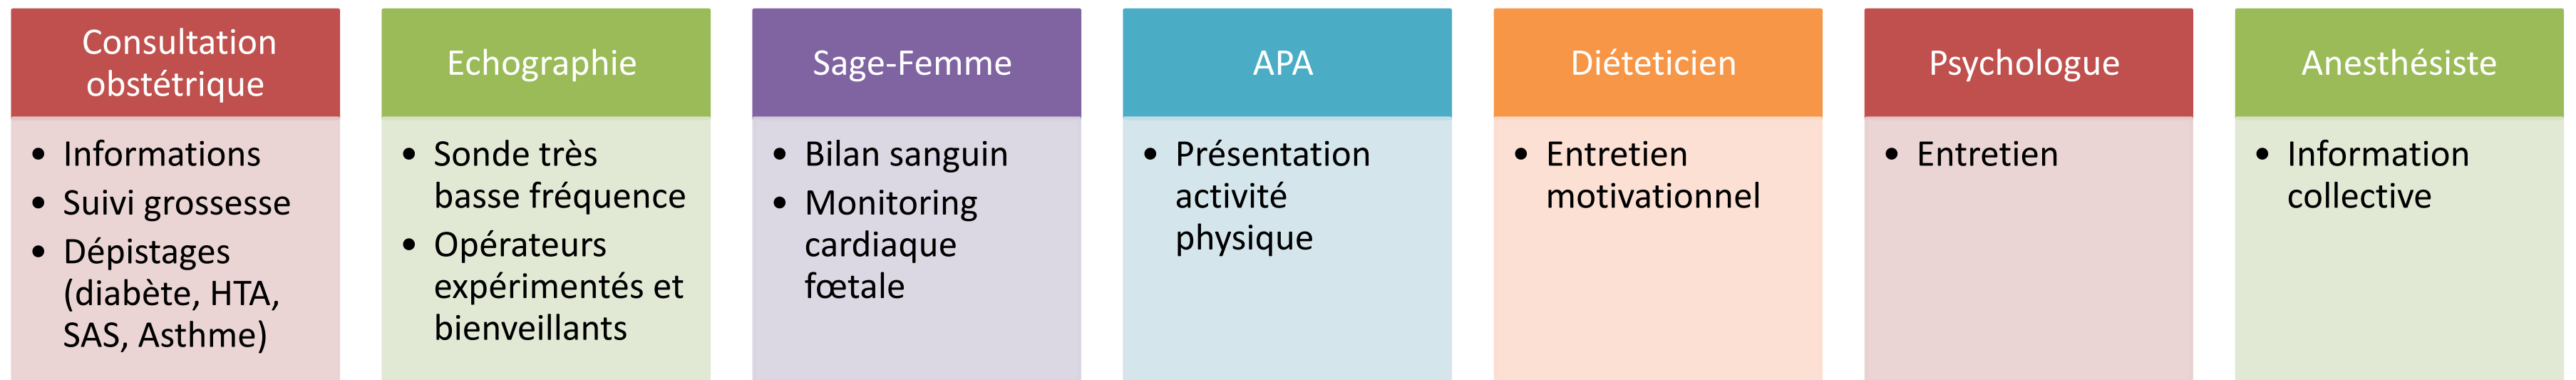 Consultation
obstétrique
• Informations
• Suivi grossesse
• Dépistages
(diabète, HTA,
SAS, Asthme)
Echographie
• Sonde très
basse fréquence
• Opérateurs
expérimentés et
bienveillants
Sage-Femme
• Bilan sanguin
• Monitoring
cardiaque
fœtale
APA
• Présentation
activité
physique
Diéteticien
• Entretien
motivationnel
Psychologue
• Entretien
Anesthésiste
• Information
collective